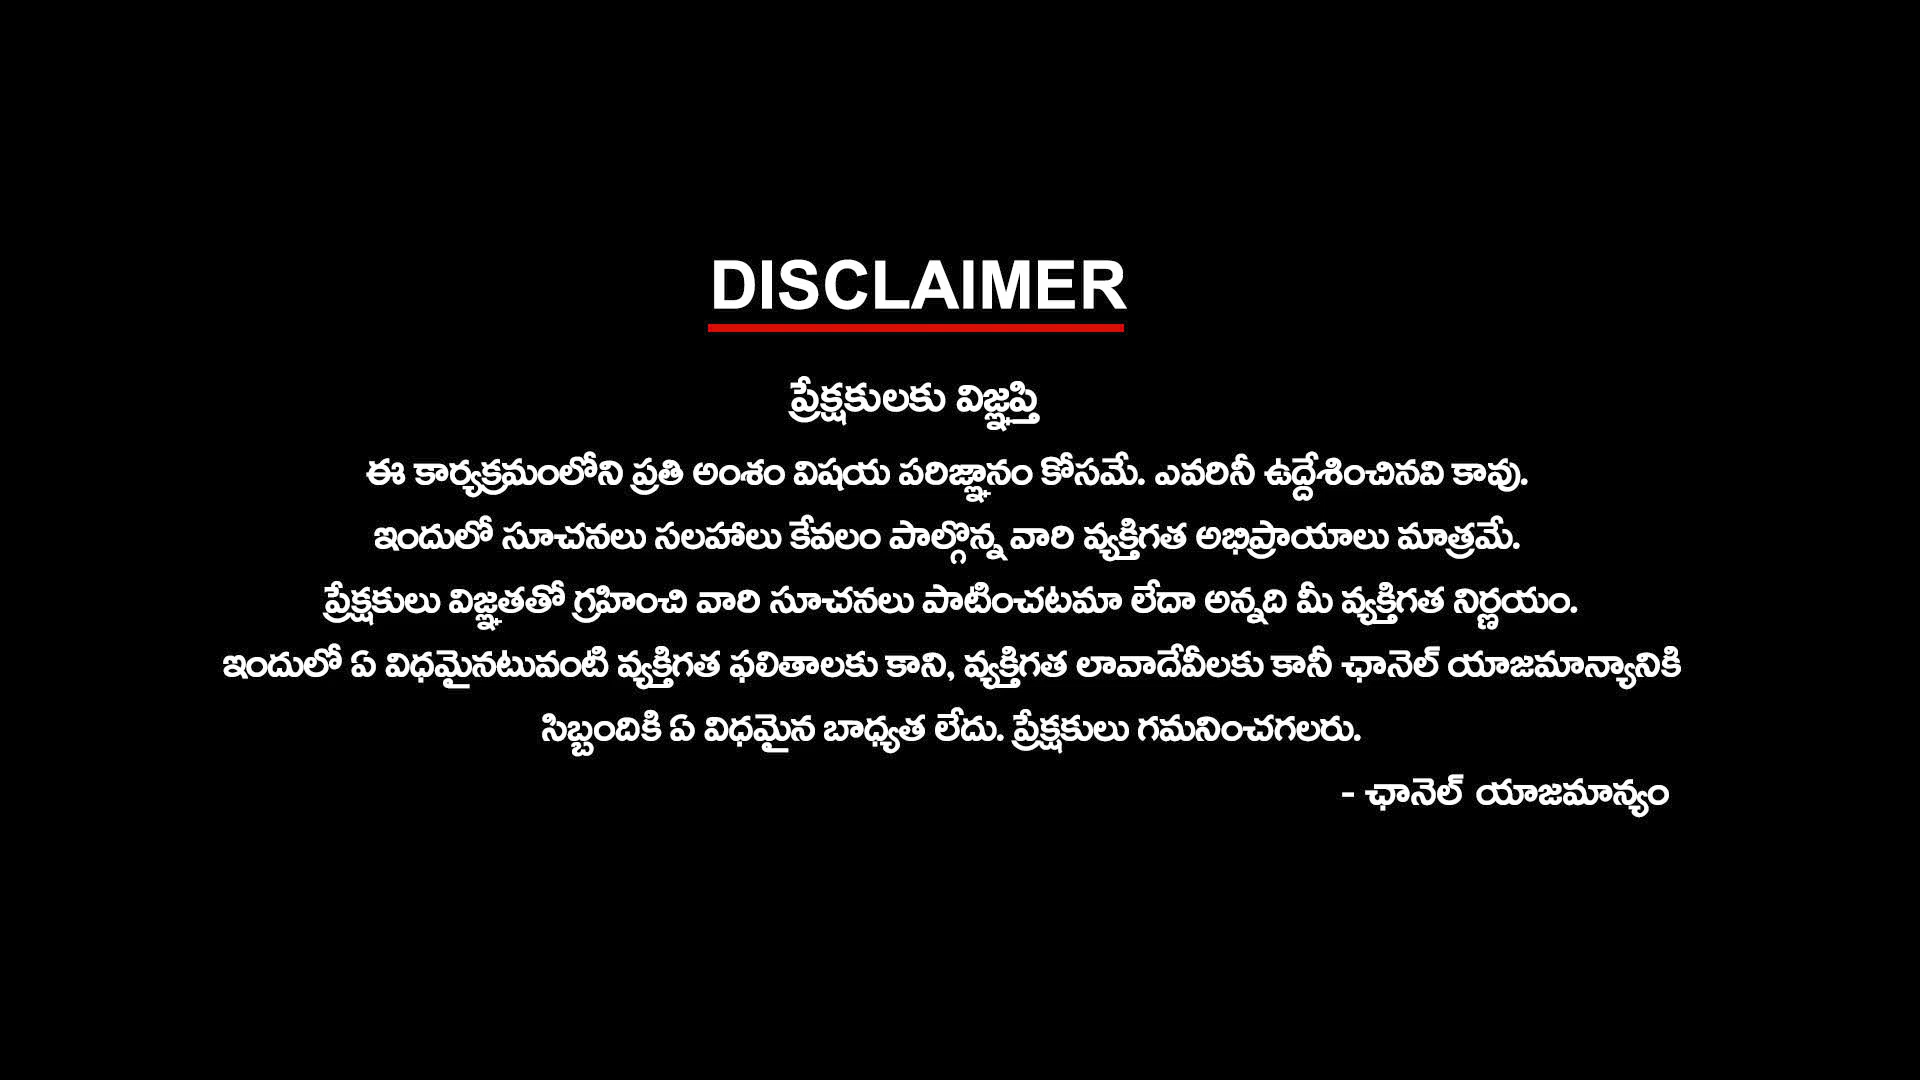 DISCLAIMER
ప్రేక్షకులకు విజ్ఞప్తి
ఈ కార్యక్రమంలోని ప్రతి అంశం విషయ పరిజ్ఞానం కోసమే. ఎవరినీ ఉద్దేశించినవి కావు.
ఇందులో సూచనలు సలహాలు కేవలం పాల్గొన్న వారి వ్యక్తిగత అభిప్రాయాలు మాత్రమే.
ప్రేక్షకులు విజ్ఞతతో గ్రహించి వారి సూచనలు పాటించటమా లేదా అన్నది మీ వ్యక్తిగత నిర్ణయం.
ఇందులో ఏ విధమైనటువంటి వ్యక్తిగత ఫలితాలకు కాని, వ్యక్తిగత లావాదేవీలకు కానీ ఛానెల్ యాజమాన్యానికి
సిబ్బందికి ఏ విధమైన బాధ్యత లేదు. ప్రేక్షకులు గమనించగలరు.
- ఛానెల్ యాజమాన్యం